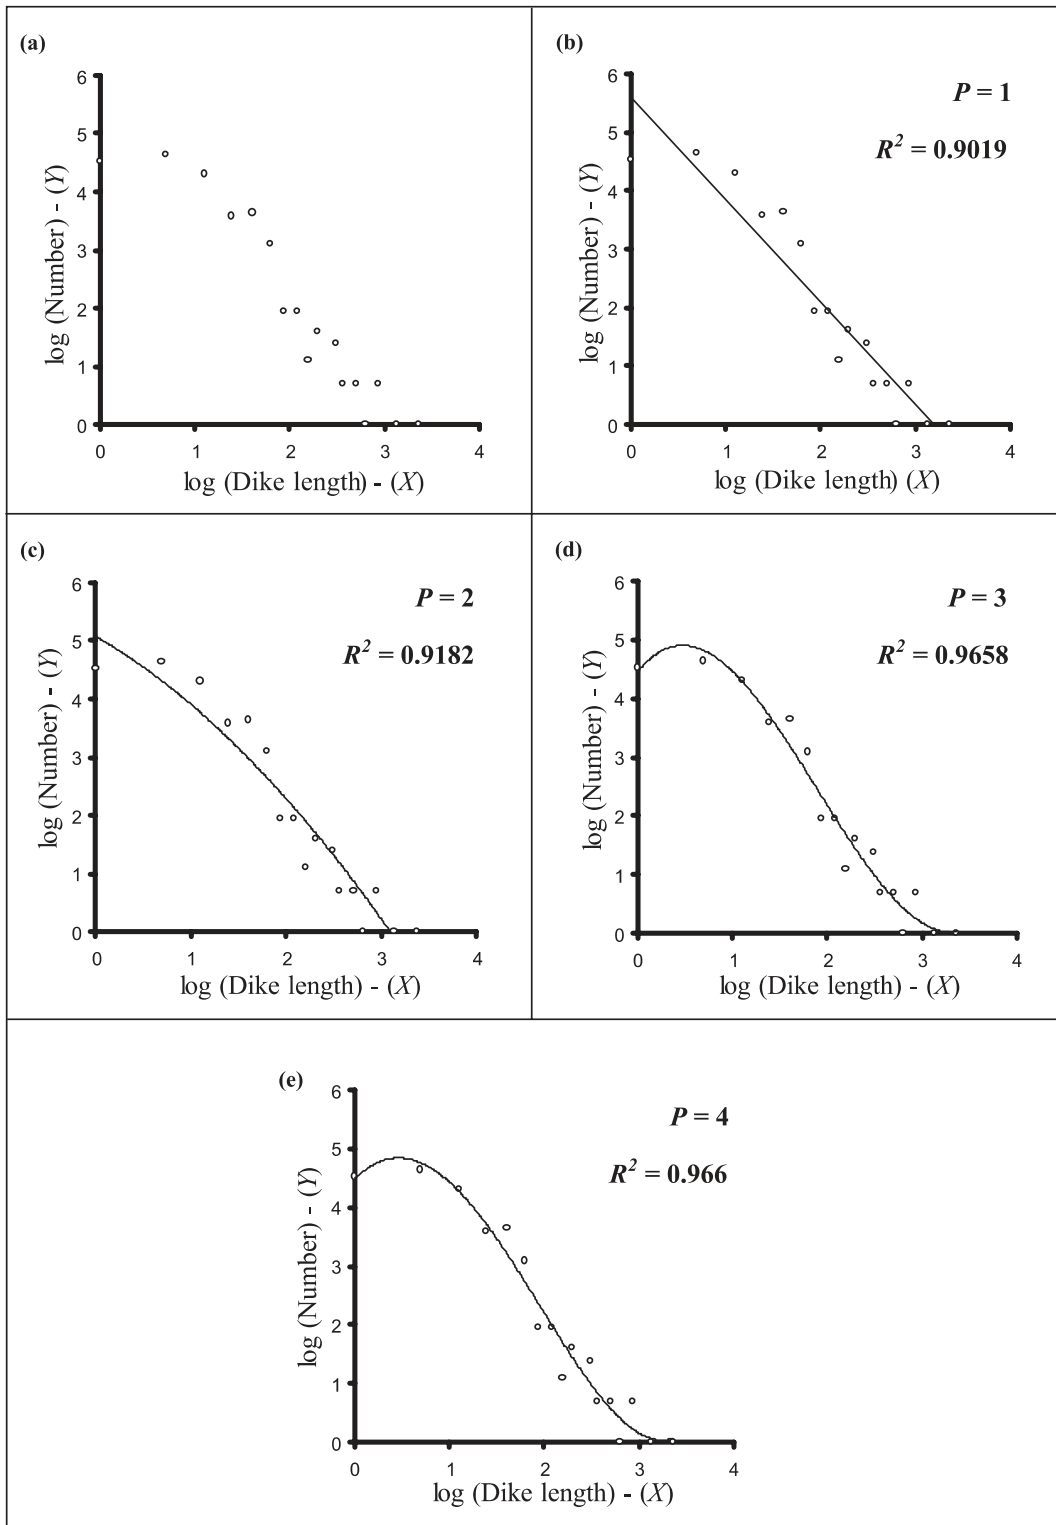 (a)
6
5
4
3
2
1
0
0 1 2 3 4
log (Number) - (Y)
log (Dike length) - (X)
(b)
P = 1
R² = 0.9019
6
5
4
3
2
1
0
0 1 2 3 4
log (Number) - (Y)
log (Dike length) (X)
(c)
P = 2
R² = 0.9182
6
5
4
3
2
1
0
0 1 2 3 4
log (Number) - (Y)
log (Dike length) - (X)
(d)
P = 3
R² = 0.9658
6
5
4
3
2
1
0
0 1 2 3 4
log (Number) - (Y)
log (Dike length) - (X)
(e)
P = 4
R² = 0.966
6
5
4
3
2
1
0
0 1 2 3 4
log (Number) - (Y)
log (Dike length) - (X)